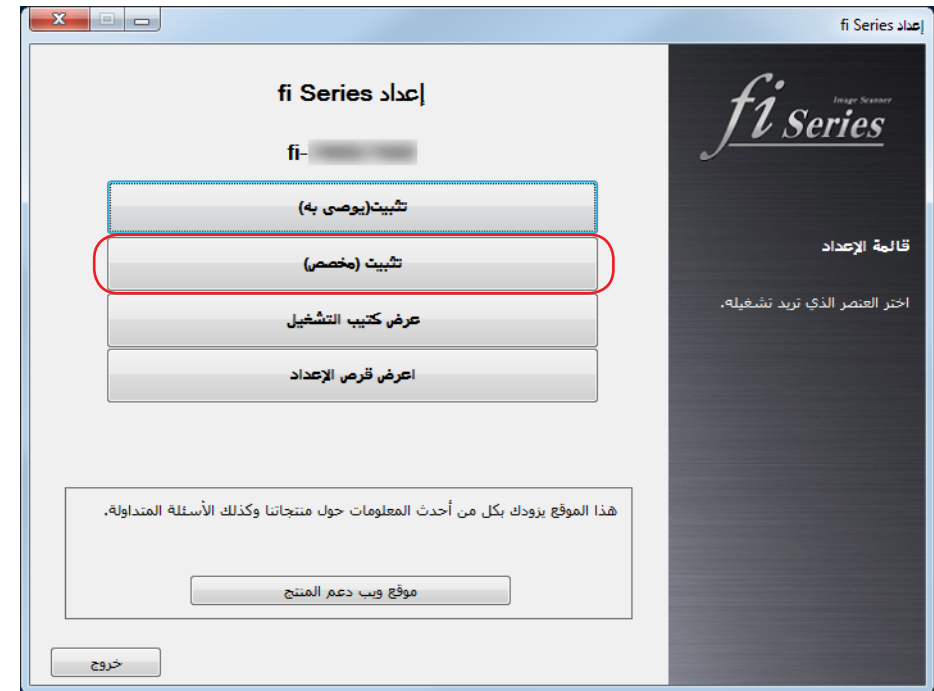 إعداد fi Series
Image Scanner
fi Series
قائمة الإعداد
اختر العنصر الذي تريد تشغيله.
إعداد fi Series
fi-
تثبيت(يوصى به)
تثبيت (مخصص)
عرض كتيب التشغيل
اعرض قرص الإعداد
هذا الموقع يزودك بكل من أحدث المعلومات حول منتجاتنا وكذلك الأسئلة المتداولة.
موقع ويب دعم المنتج
خروج